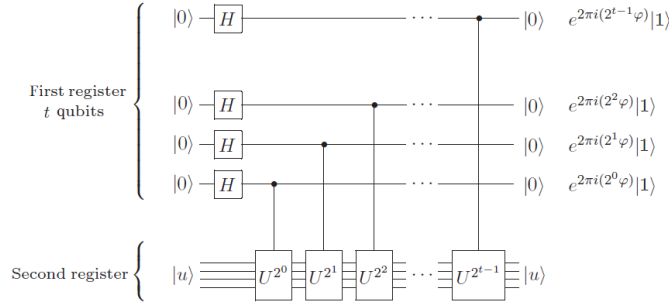 |0⟩ H ··· |0⟩ e^{2πi(2^{t−1}φ)}|1⟩
First register
t qubits
|0⟩ H ··· |0⟩ e^{2πi(2^2φ)}|1⟩
|0⟩ H ··· |0⟩ e^{2πi(2^1φ)}|1⟩
|0⟩ H ··· |0⟩ e^{2πi(2^0φ)}|1⟩
Second register |u⟩ U^{2^0} U^{2^1} U^{2^2} ··· U^{2^{t−1}} |u⟩